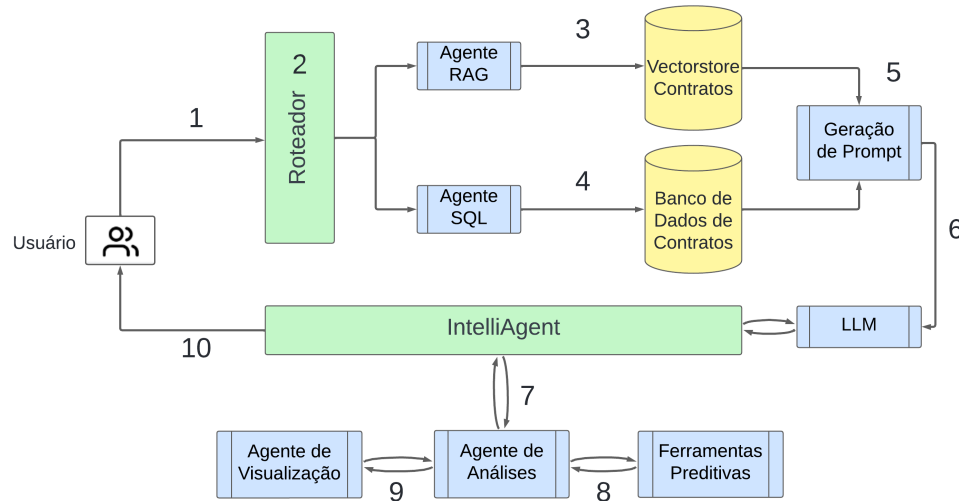 1
2
Roteador
Agente
RAG
3
Vectorstore
Contratos
5
Geração
de Prompt
Agente
SQL
4
Banco de
Dados de
Contratos
6
Usuário
IntelliAgent
LLM
10
7
Agente de
Visualização
9
Agente de
Análises
8
Ferramentas
Preditivas